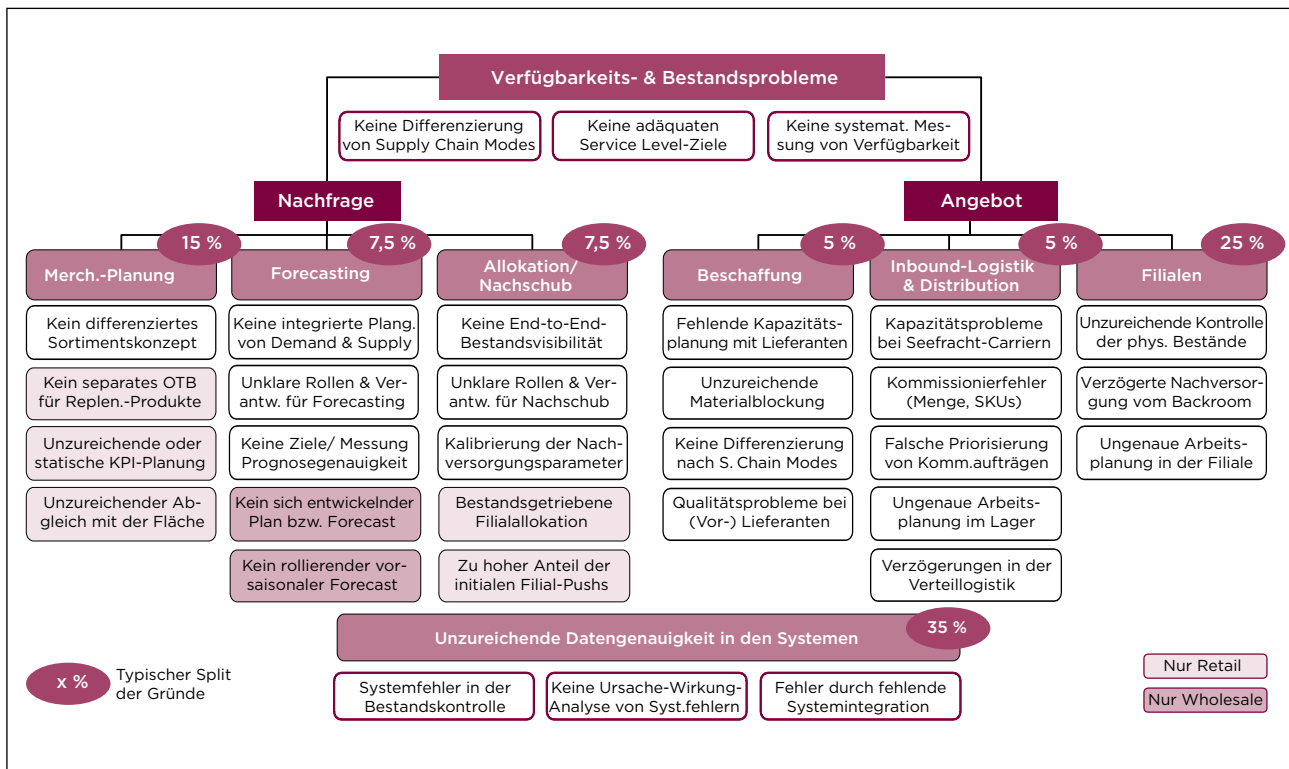 Verfügbarkeits- & Bestandsprobleme
Keine Differenzierung
von Supply Chain Modes
Keine adäquaten
Service Level-Ziele
Keine systemat. Mes-
sung von Verfügbarkeit
Nachfrage
Angebot
15 %
Merch.-Planung
7,5 %
Forecasting
7,5 %
Allokation/
Nachschub
5 %
Beschaffung
5 %
Inbound-Logistik
& Distribution
25 %
Filialen
Kein differenziertes
Sortimentskonzept
Kein separates OTB
für Replen.-Produkte
Unzureichende oder
statische KPI-Planung
Unzureichender Ab-
gleich mit der Fläche
Keine integrierte Plang.
von Demand & Supply
Unklare Rollen & Ver-
antw. für Forecasting
Keine Ziele/ Messung
Prognosegenauigkeit
Kein sich entwickelnder
Plan bzw. Forecast
Kein rollierender vor-
saisonaler Forecast
Keine End-to-End-
Bestandsvisibilität
Unklare Rollen & Ver-
antw. für Nachschub
Kalibrierung der Nach-
versorgungsparameter
Bestandsgetriebene
Filialallokation
Zu hoher Anteil der
initialen Filial-Pushs
Fehlende Kapazitäts-
planung mit Lieferanten
Unzureichende
Materialblockung
Keine Differenzierung
nach S. Chain Modes
Qualitätsprobleme bei
(Vor-) Lieferanten
Kapazitätsprobleme
bei Seefracht-Carriern
Kommissionierfehler
(Menge, SKUs)
Falsche Priorisierung
von Komm.aufträgen
Ungenaue Arbeits-
planung im Lager
Verzögerungen in der
Verteillogistik
Unzureichende Kontrolle
der phys. Bestände
Verzögerte Nachversor-
gung vom Backroom
Ungenaue Arbeits-
planung in der Filiale
35 %
Unzureichende Datengenauigkeit in den Systemen
Systemfehler in der
Bestandskontrolle
Keine Ursache-Wirkung-
Analyse von Syst.fehlern
Fehler durch fehlende
Systemintegration
x %
Typischer Split
der Gründe
Nur Retail
Nur Wholesale